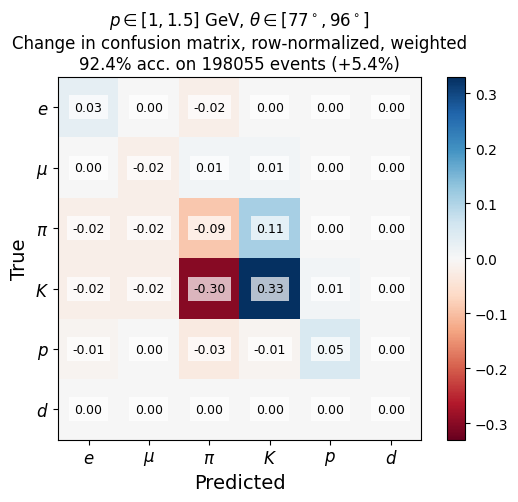 p ∈ [1, 1.5] GeV, θ ∈ [77°, 96°]
Change in confusion matrix, row-normalized, weighted
92.4% acc. on 198055 events (+5.4%)
True
e 0.03 0.00 -0.02 0.00 0.00 0.00
μ 0.00 -0.02 0.01 0.01 0.00 0.00
π -0.02 -0.02 -0.09 0.11 0.00 0.00
K -0.02 -0.02 -0.30 0.33 0.01 0.00
p -0.01 0.00 -0.03 -0.01 0.05 0.00
d 0.00 0.00 0.00 0.00 0.00 0.00
e μ π K p d
Predicted
0.3
0.2
0.1
0.0
−0.1
−0.2
−0.3